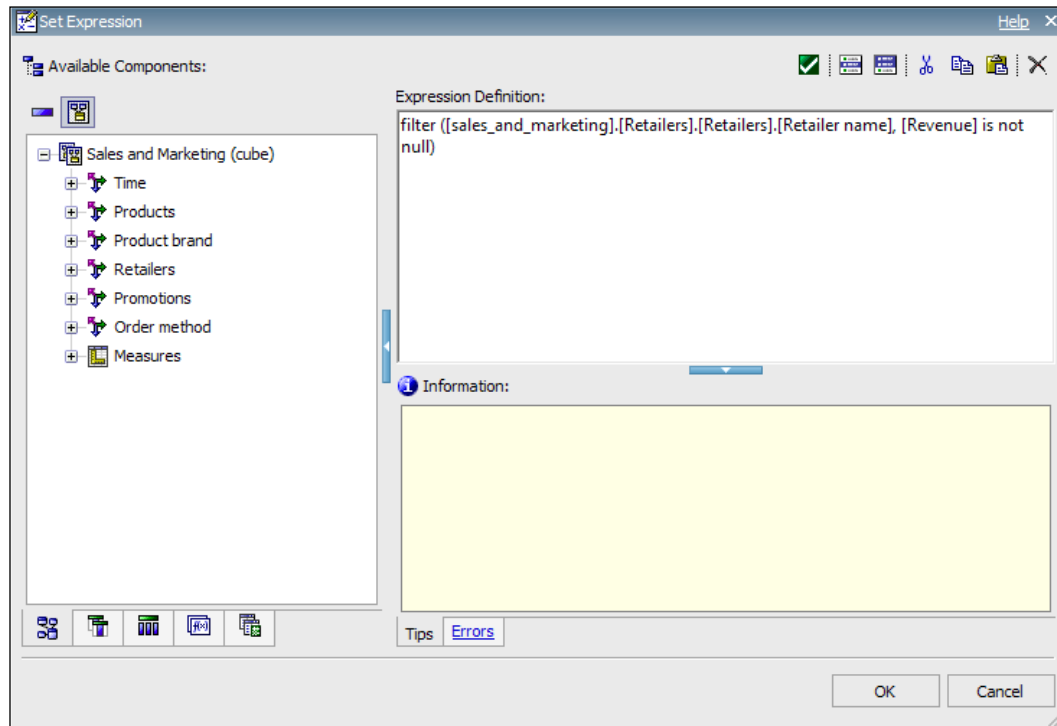 Set Expression
Help
Available Components:
Expression Definition:
filter ([sales_and_marketing].[Retailers].[Retailers].[Retailer name], [Revenue] is not
null)
Sales and Marketing (cube)
Time
Products
Product brand
Retailers
Promotions
Order method
Measures
Information:
Tips
Errors
OK
Cancel